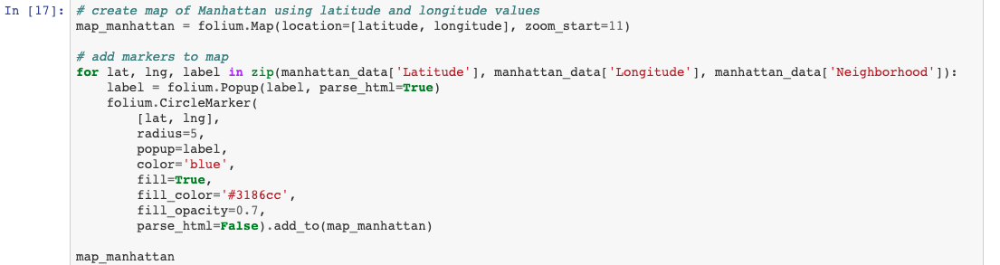 In [17]: # create map of Manhattan using latitude and longitude values
map_manhattan = folium.Map(location=[latitude, longitude], zoom_start=11)

# add markers to map
for lat, lng, label in zip(manhattan_data['Latitude'], manhattan_data['Longitude'], manhattan_data['Neighborhood']):
    label = folium.Popup(label, parse_html=True)
    folium.CircleMarker(
        [lat, lng],
        radius=5,
        popup=label,
        color='blue',
        fill=True,
        fill_color='#3186cc',
        fill_opacity=0.7,
        parse_html=False).add_to(map_manhattan)

map_manhattan